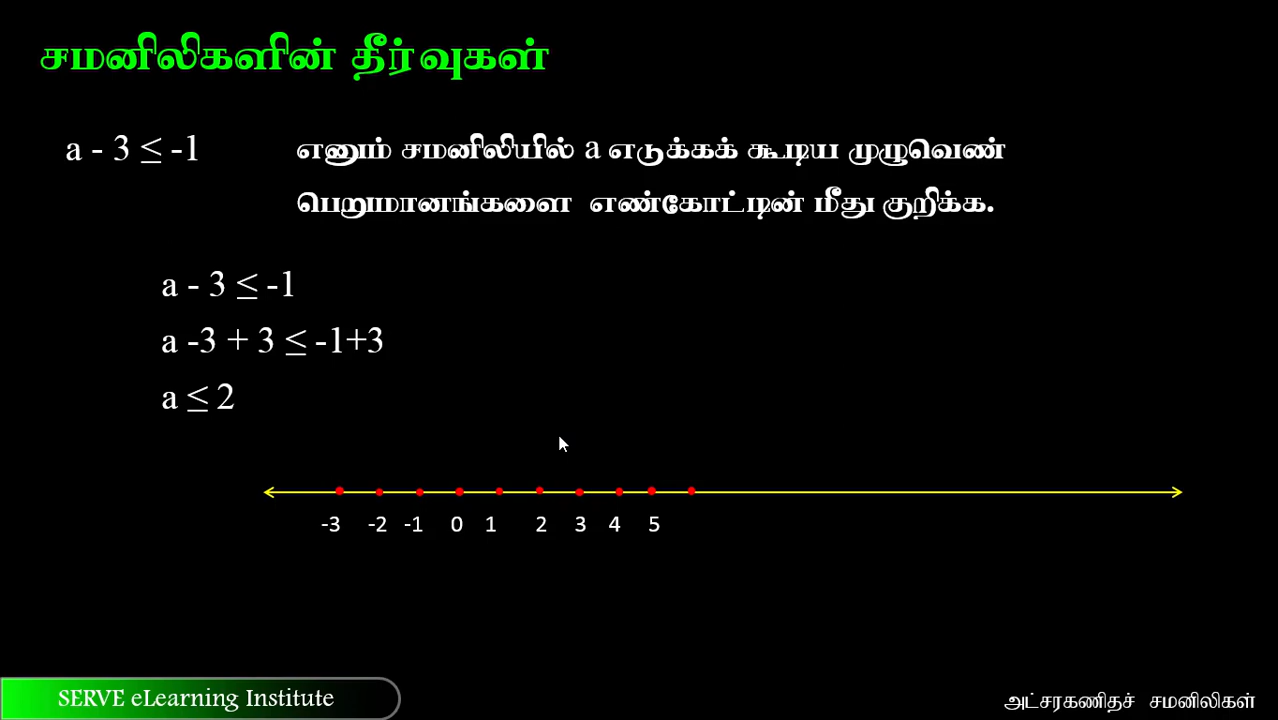 சமனிலிகளின் தீர்வுகள்
a - 3 ≤ -1 எனும் சமனிலியில் a எடுக்கக் கூடிய முழுவெண்
பெறுமானங்களை எண்கோட்டின் மீது குறிக்க.
a - 3 ≤ -1
a -3 + 3 ≤ -1+3
a ≤ 2
-3 -2 -1 0 1 2 3 4 5
SERVE eLearning Institute
அட்சரகணிதச் சமனிலிகள்